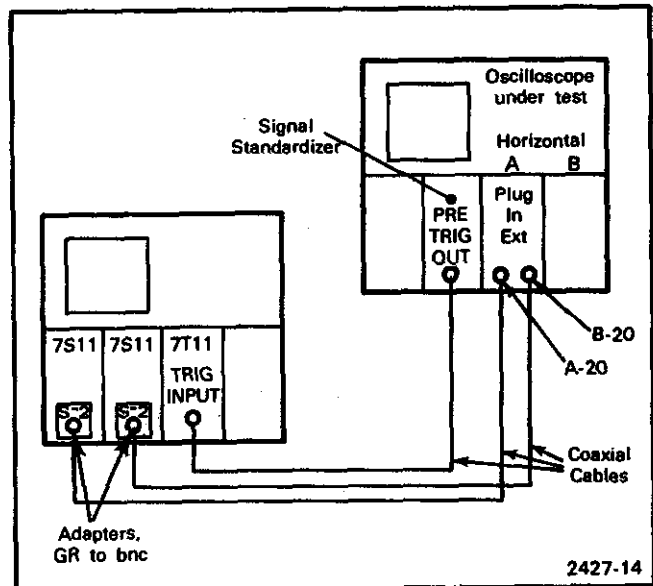 Oscilloscope
under test
Signal
Standardizer
Horizontal
A B
PRE
TRIG
OUT
Plug
In
Ext
B-20
A-20
7S11 7S11 7T11
TRIG
INPUT
S-2 S-2
Coaxial
Cables
Adapters,
GR to bnc
2427-14